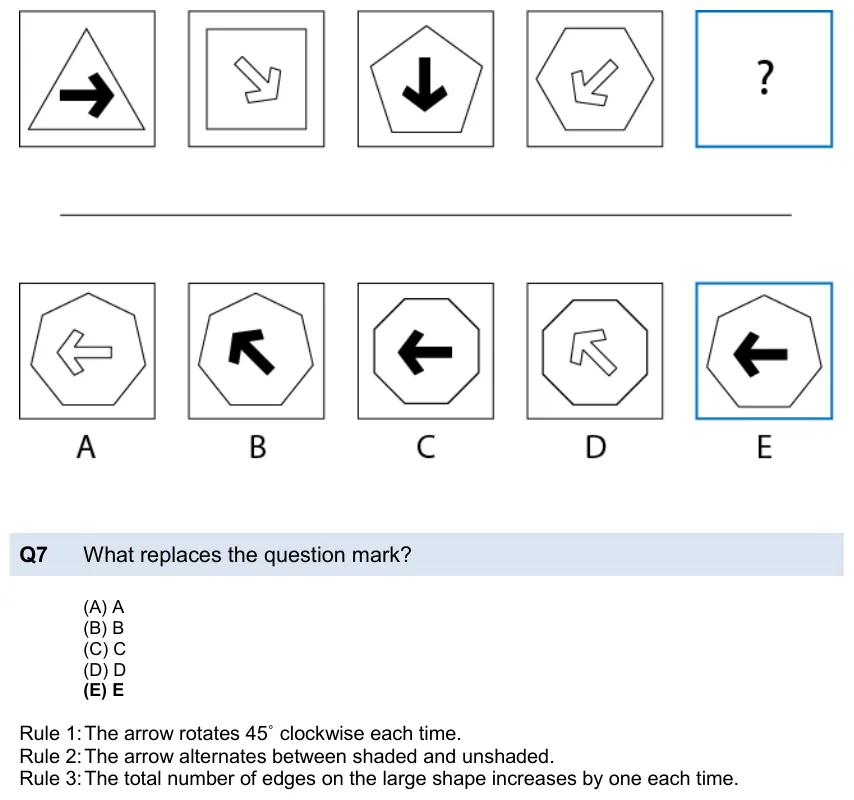 ?
A B C D E
Q7 What replaces the question mark?
(A) A
(B) B
(C) C
(D) D
(E) E
Rule 1: The arrow rotates 45˚ clockwise each time.
Rule 2: The arrow alternates between shaded and unshaded.
Rule 3: The total number of edges on the large shape increases by one each time.